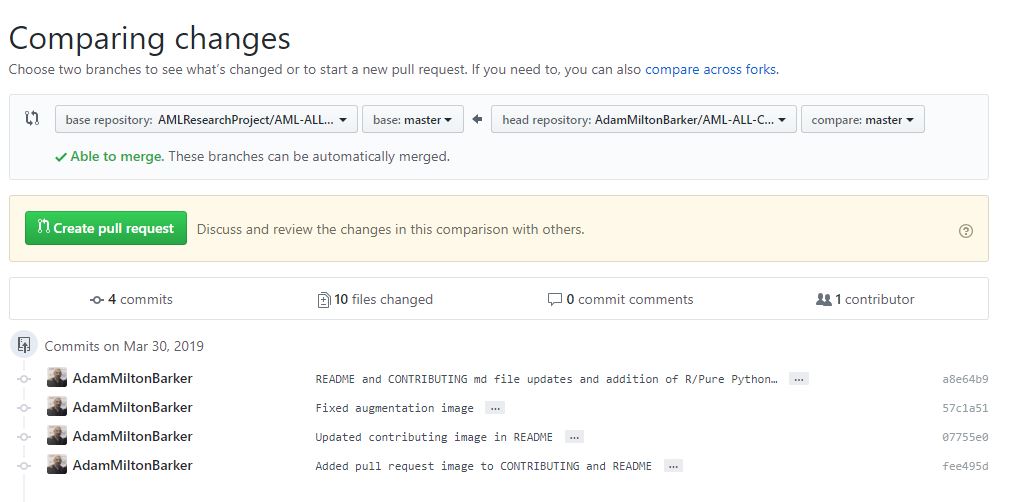 Comparing changes
Choose two branches to see what's changed or to start a new pull request. If you need to, you can also compare across forks.
base repository: AMLResearchProject/AML-ALL... base: master head repository: AdamMiltonBarker/AML-ALL-C... compare: master
Able to merge. These branches can be automatically merged.
Create pull request Discuss and review the changes in this comparison with others.
4 commits 10 files changed 0 commit comments 1 contributor
Commits on Mar 30, 2019
AdamMiltonBarker README and CONTRIBUTING md file updates and addition of R/Pure Python… … a8e64b9
AdamMiltonBarker Fixed augmentation image … 57c1a51
AdamMiltonBarker Updated contributing image in README … 07755e0
AdamMiltonBarker Added pull request image to CONTRIBUTING and README … fee495d